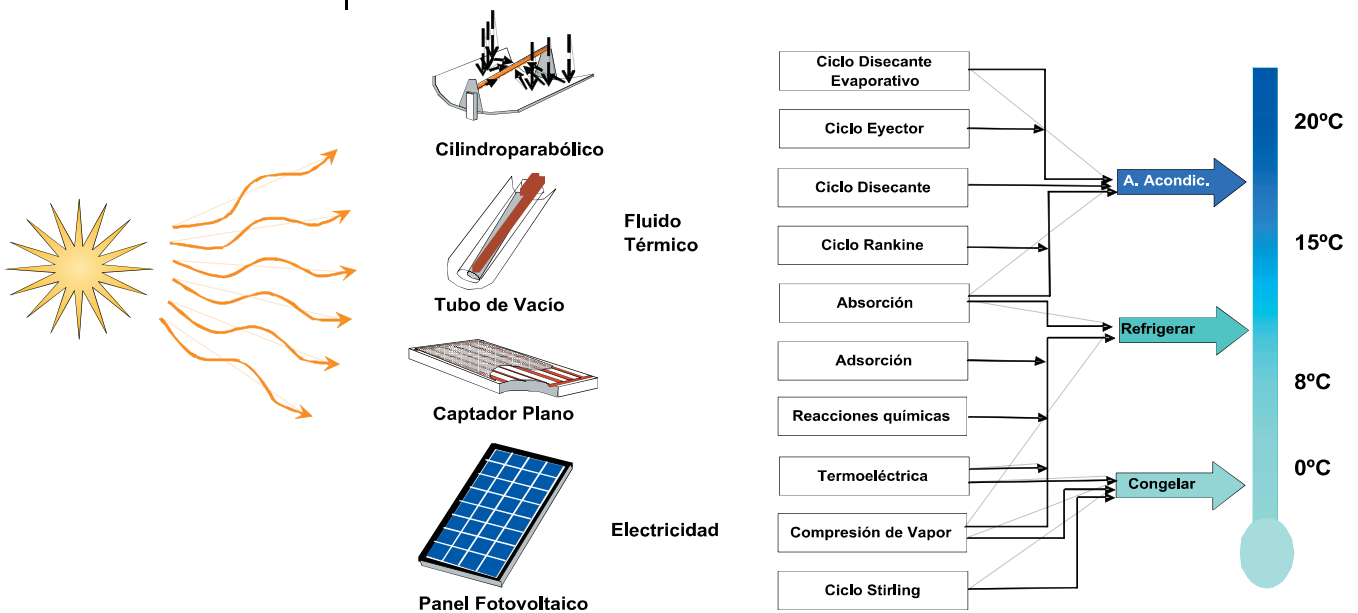 Cilindroparabólico
Tubo de Vacío
Captador Plano
Panel Fotovoltaico
Fluido
Térmico
Electricidad
Ciclo Disecante
Evaporativo
Ciclo Eyector
Ciclo Disecante
Ciclo Rankine
Absorción
Adsorción
Reacciones químicas
Termoeléctrica
Compresión de Vapor
Ciclo Stirling
A. Acondic.
Refrigerar
Congelar
20ºC
15ºC
8ºC
0ºC